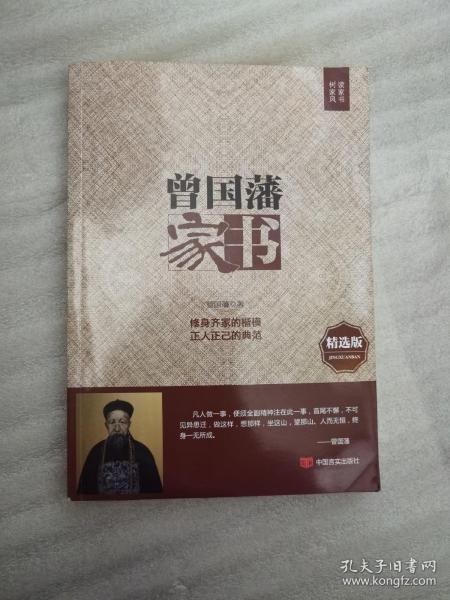 读家书
树家风
曾国藩
家书
曾国藩◎著
修身齐家的楷模
正人正己的典范
精选版
JINGXUANBAN
凡人做一事，便须全副精神注在此一事，首尾不懈，不可
见异思迁，做这样，想那样，坐这山，望那山。人而无恒，终
身一无所成。
——曾国藩
中国言实出版社
孔夫子旧书网
www.kongfz.com